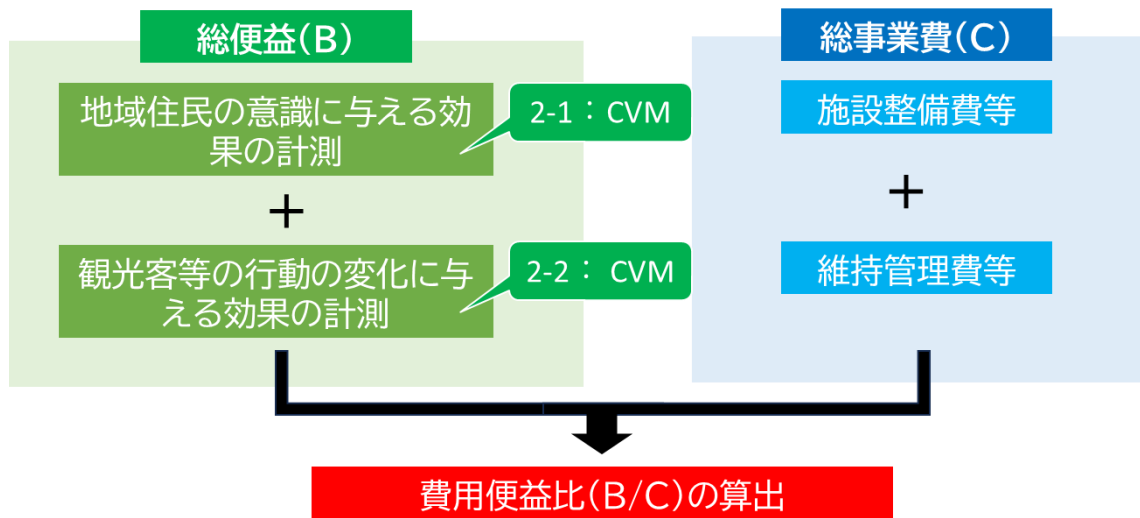 総便益(B)
地域住民の意識に与える効
果の計測
2-1：CVM
+
観光客等の行動の変化に与
える効果の計測
2-2： CVM
総事業費(C)
施設整備費等
+
維持管理費等
費用便益比(B/C)の算出